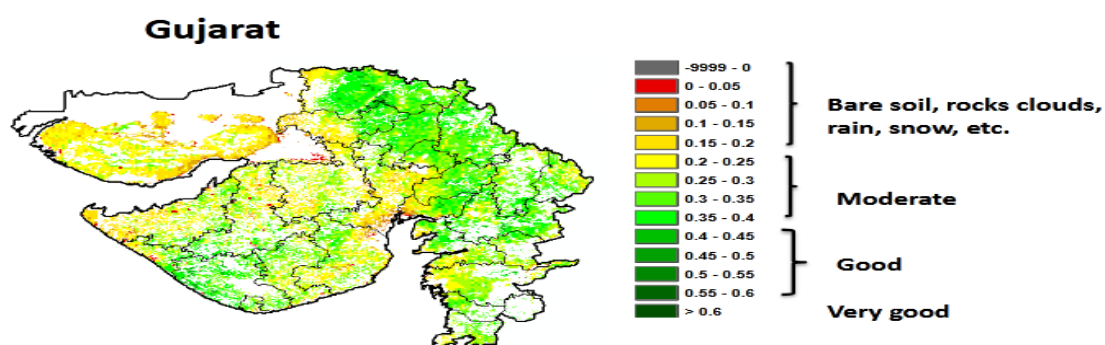 Gujarat
-9999 - 0
0 - 0.05
0.05 - 0.1
0.1 - 0.15
0.15 - 0.2
0.2 - 0.25
0.25 - 0.3
0.3 - 0.35
0.35 - 0.4
0.4 - 0.45
0.45 - 0.5
0.5 - 0.55
0.55 - 0.6
> 0.6
Bare soil, rocks clouds,
rain, snow, etc.
Moderate
Good
Very good